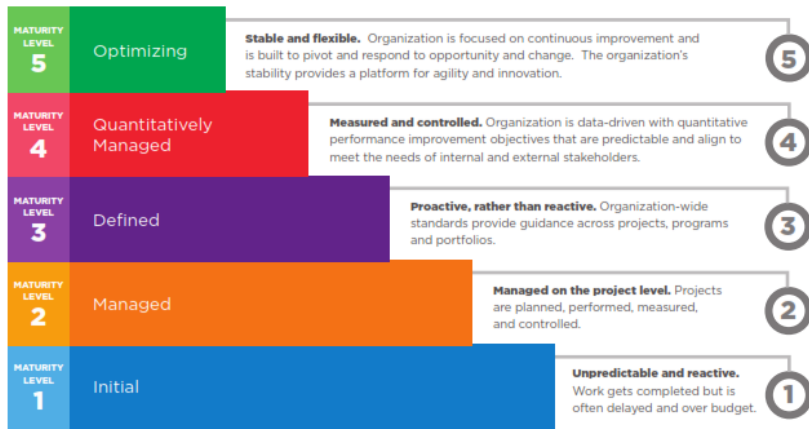 MATURITY
LEVEL
5
Optimizing
Stable and flexible. Organization is focused on continuous improvement and
is built to pivot and respond to opportunity and change. The organization's
stability provides a platform for agility and innovation.
5
MATURITY
LEVEL
4
Quantitatively
Managed
Measured and controlled. Organization is data-driven with quantitative
performance improvement objectives that are predictable and align to
meet the needs of internal and external stakeholders.
4
MATURITY
LEVEL
3
Defined
Proactive, rather than reactive. Organization-wide
standards provide guidance across projects, programs
and portfolios.
3
MATURITY
LEVEL
2
Managed
Managed on the project level. Projects
are planned, performed, measured,
and controlled.
2
MATURITY
LEVEL
1
Initial
Unpredictable and reactive.
Work gets completed but is
often delayed and over budget.
1